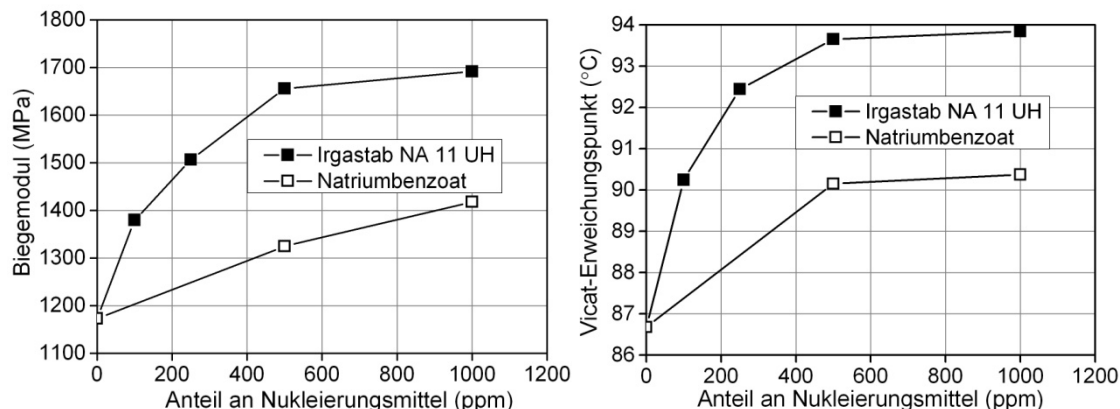 1800
1700
1600
1500
1400
1300
1200
1100
Biegemodul (MPa)
Irgastab NA 11 UH
Natriumbenzoat
0 200 400 600 800 1000 1200
Anteil an Nukleierungsmittel (ppm)
94
93
92
91
90
89
88
87
86
Vicat-Erweichungspunkt (°C)
Irgastab NA 11 UH
Natriumbenzoat
0 200 400 600 800 1000 1200
Anteil an Nukleierungsmittel (ppm)